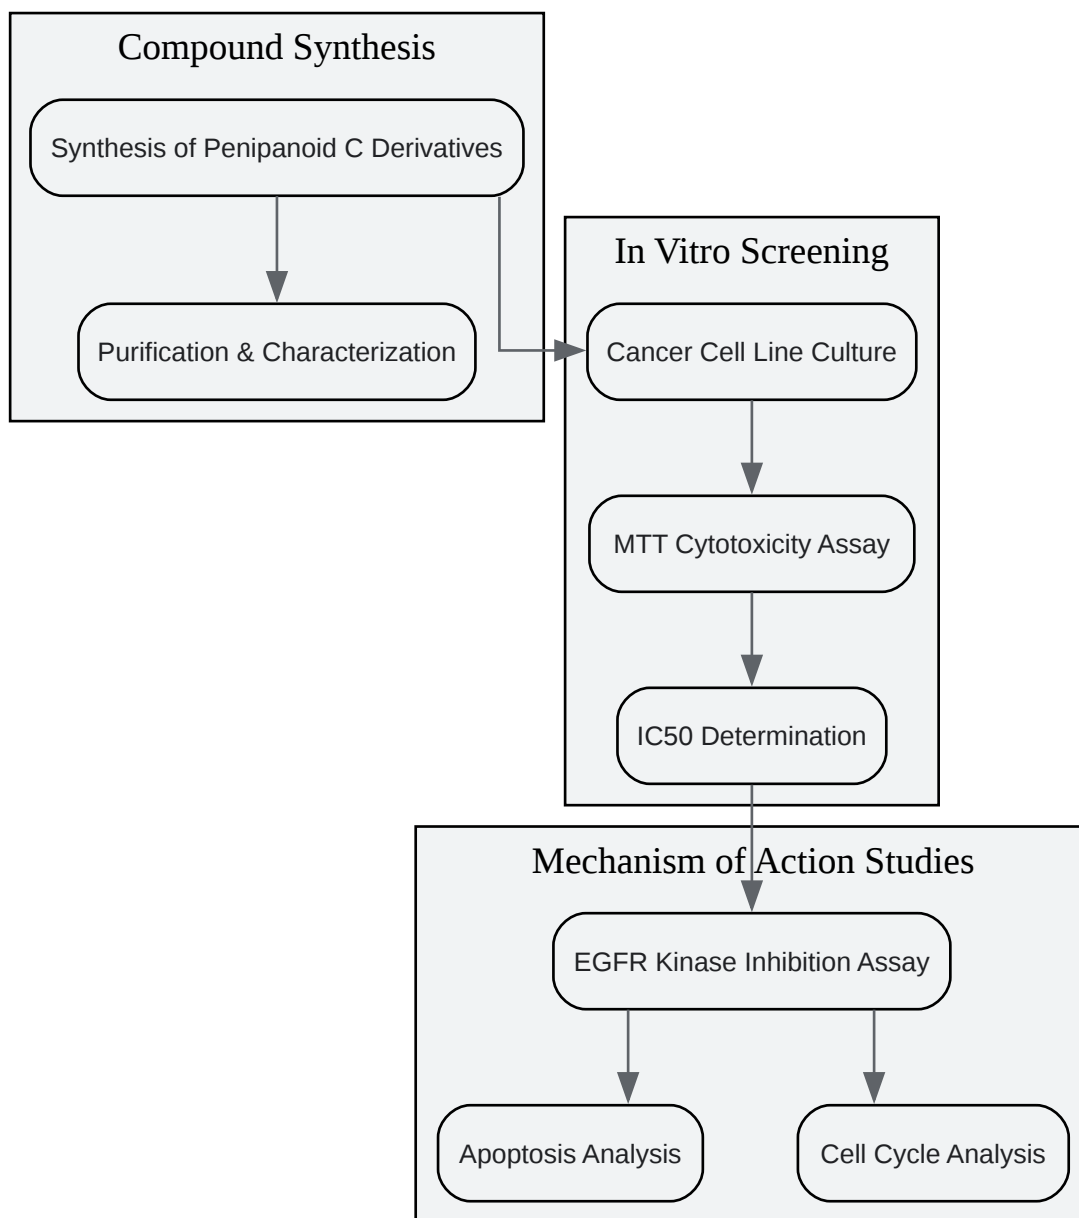 Compound Synthesis
Synthesis of Penipanoid C Derivatives
Purification & Characterization
In Vitro Screening
Cancer Cell Line Culture
MTT Cytotoxicity Assay
IC50 Determination
Mechanism of Action Studies
EGFR Kinase Inhibition Assay
Apoptosis Analysis
Cell Cycle Analysis